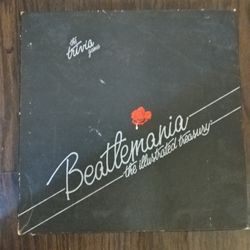 the
trivia
game
Beatlemania
the illustrated treasury